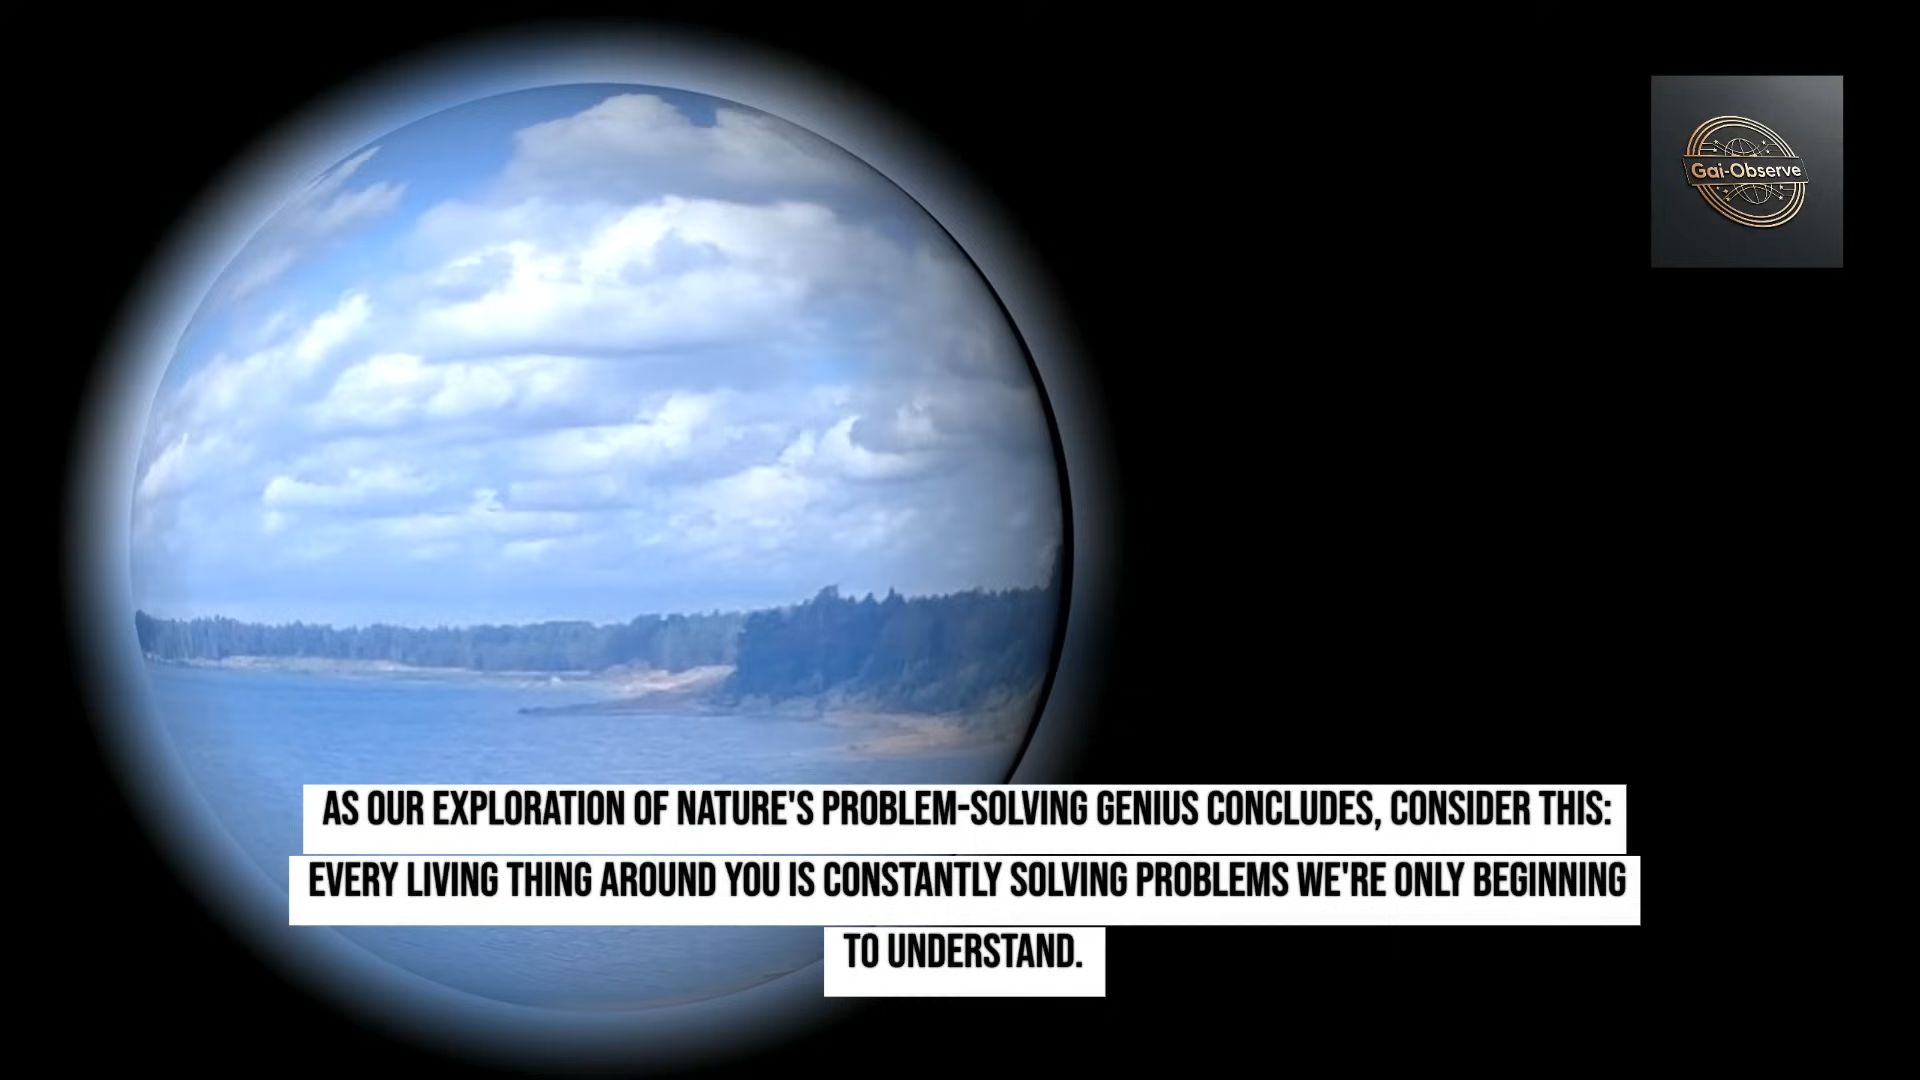 Gai-Observe
AS OUR EXPLORATION OF NATURE'S PROBLEM-SOLVING GENIUS CONCLUDES, CONSIDER THIS:
EVERY LIVING THING AROUND YOU IS CONSTANTLY SOLVING PROBLEMS WE'RE ONLY BEGINNING
TO UNDERSTAND.